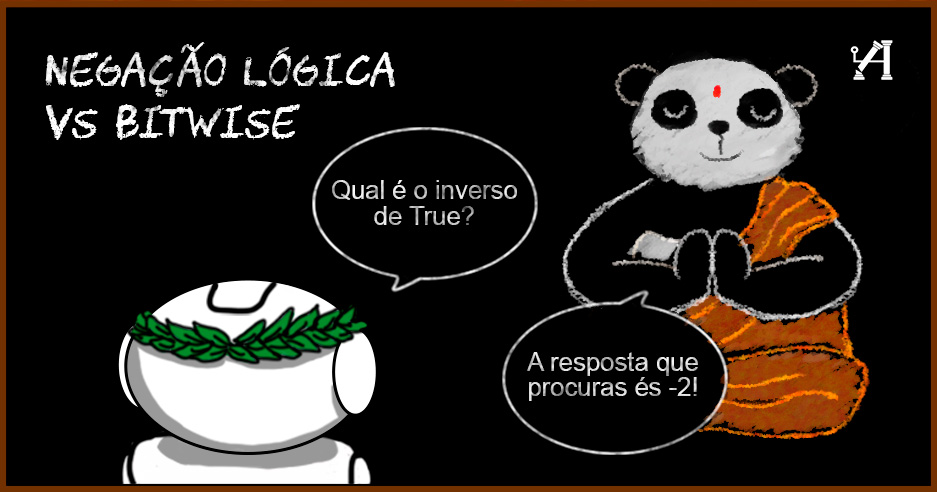 NEGAÇÃO LÓGICA
VS BITWISE
Qual é o inverso
de True?
A resposta que
procuras és -2!